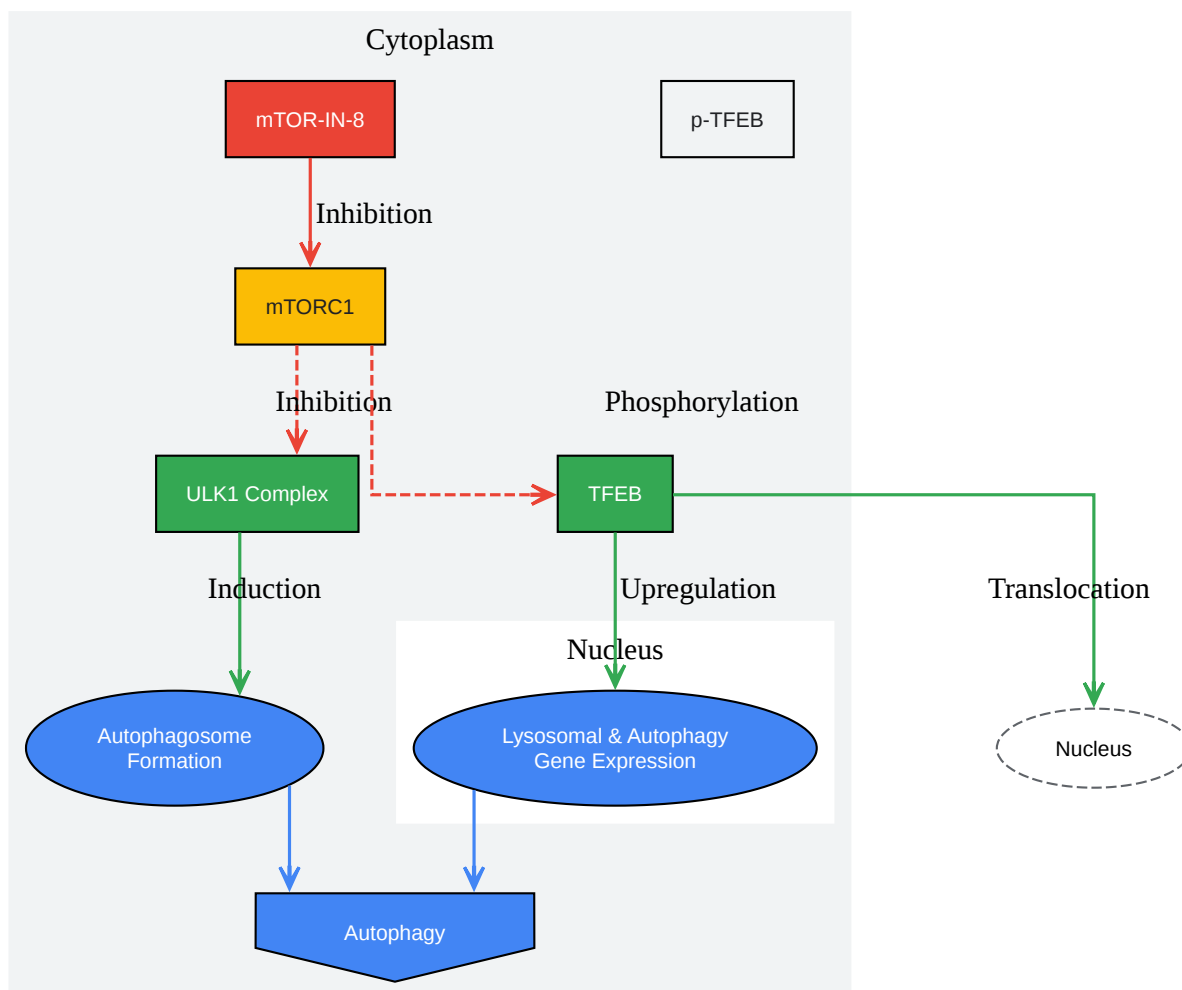 Cytoplasm
mTOR-IN-8
p-TFEB
Inhibition
mTORC1
Inhibition
Phosphorylation
ULK1 Complex
TFEB
Induction
Upregulation
Translocation
Nucleus
Autophagosome
Formation
Lysosomal & Autophagy
Gene Expression
Nucleus
Autophagy